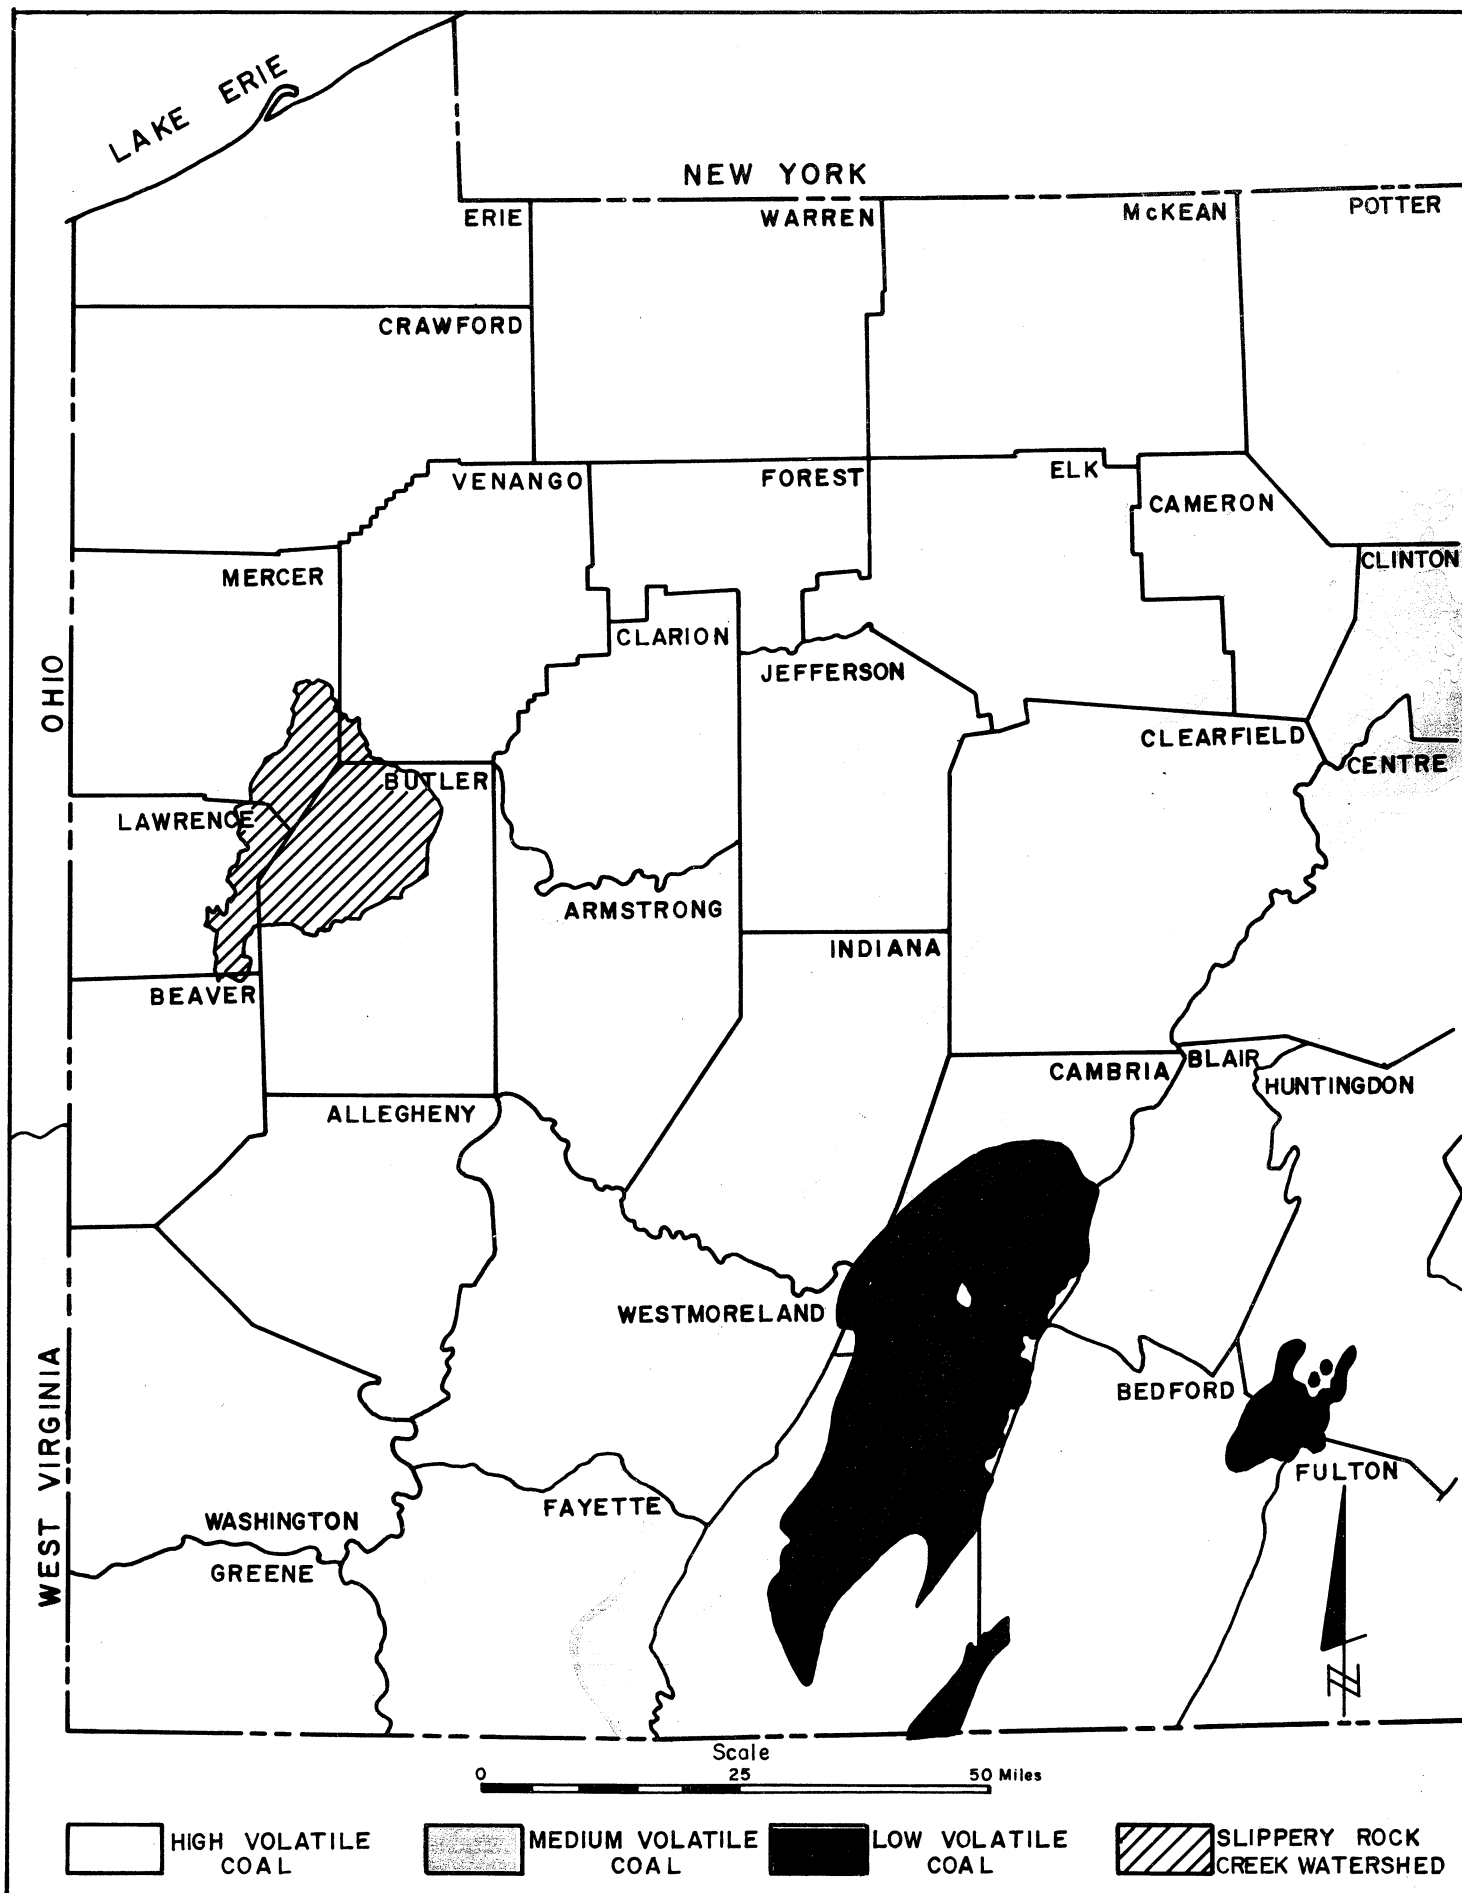 LAKE ERIE
NEW YORK
ERIE
WARREN
McKEAN
POTTER
CRAWFORD
VENANGO
FOREST
ELK
CAMERON
CLINTON
MERCER
CLARION
JEFFERSON
OHIO
CLEARFIELD
CENTRE
BUTLER
LAWRENCE
ARMSTRONG
INDIANA
BEAVER
CAMBRIA
BLAIR
HUNTINGDON
ALLEGHENY
WESTMORELAND
BEDFORD
WEST VIRGINIA
FULTON
FAYETTE
WASHINGTON
GREENE
N
Scale
0 25 50 Miles
HIGH VOLATILE
COAL
MEDIUM VOLATILE
COAL
LOW VOLATILE
COAL
SLIPPERY ROCK
CREEK WATERSHED